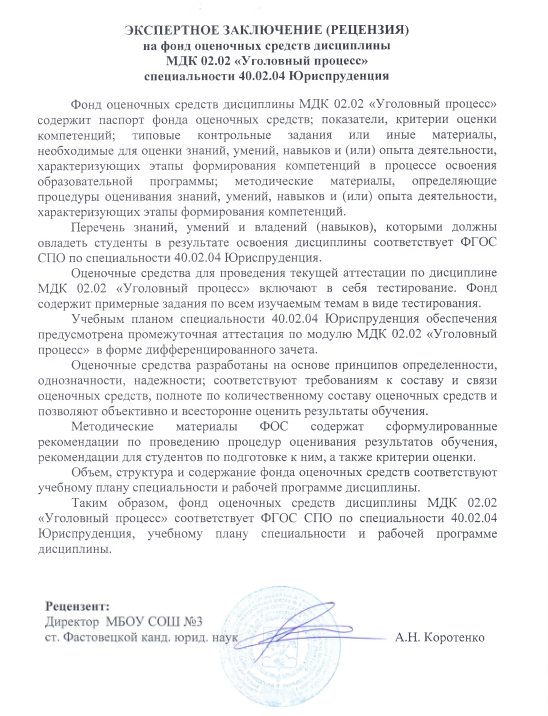 ЭКСПЕРТНОЕ ЗАКЛЮЧЕНИЕ (РЕЦЕНЗИЯ)
на фонд оценочных средств дисциплины
МДК 02.02 «Уголовный процесс»
специальности 40.02.04 Юриспруденция
Фонд оценочных средств дисциплины МДК 02.02 «Уголовный процесс»
содержит паспорт фонда оценочных средств; показатели, критерии оценки
компетенций; типовые контрольные задания или иные материалы,
необходимые для оценки знаний, умений, навыков и (или) опыта деятельности,
характеризующих этапы формирования компетенций в процессе освоения
образовательной программы; методические материалы, определяющие
процедуры оценивания знаний, умений, навыков и (или) опыта деятельности,
характеризующих этапы формирования компетенций.
Перечень знаний, умений и владений (навыков), которыми должны
овладеть студенты в результате освоения дисциплины соответствует ФГОС
СПО по специальности 40.02.04 Юриспруденция.
Оценочные средства для проведения текущей аттестации по дисциплине
МДК 02.02 «Уголовный процесс» включают в себя тестирование. Фонд
содержит примерные задания по всем изучаемым темам в виде тестирования.
Учебным планом специальности 40.02.04 Юриспруденция обеспечения
предусмотрена промежуточная аттестация по модулю МДК 02.02 «Уголовный
процесс» в форме дифференцированного зачета.
Оценочные средства разработаны на основе принципов определенности,
однозначности, надежности; соответствуют требованиям к составу и связи
оценочных средств, полноте по количественному составу оценочных средств и
позволяют объективно и всесторонне оценить результаты обучения.
Методические материалы ФОС содержат сформулированные
рекомендации по проведению процедур оценивания результатов обучения,
рекомендации для студентов по подготовке к ним, а также критерии оценки.
Объем, структура и содержание фонда оценочных средств соответствуют
учебному плану специальности и рабочей программе дисциплины.
Таким образом, фонд оценочных средств дисциплины МДК 02.02
«Уголовный процесс» соответствует ФГОС СПО по специальности 40.02.04
Юриспруденция, учебному плану специальности и рабочей программе
дисциплины.
Рецензент:
Директор МБОУ СОШ №3
ст. Фастовецкой канд. юрид. наук А.Н. Коротенко